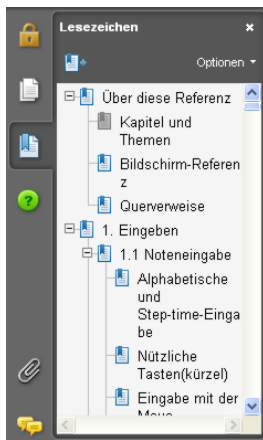 Lesezeichen
Optionen
Über diese Referenz
Kapitel und
Themen
Bildschirm-Referen
z
Querverweise
1. Eingeben
1.1 Noteneingabe
Alphabetische
und
Step-time-Einga
be
Nützliche
Tasten(kürzel)
Eingabe mit der
Maus